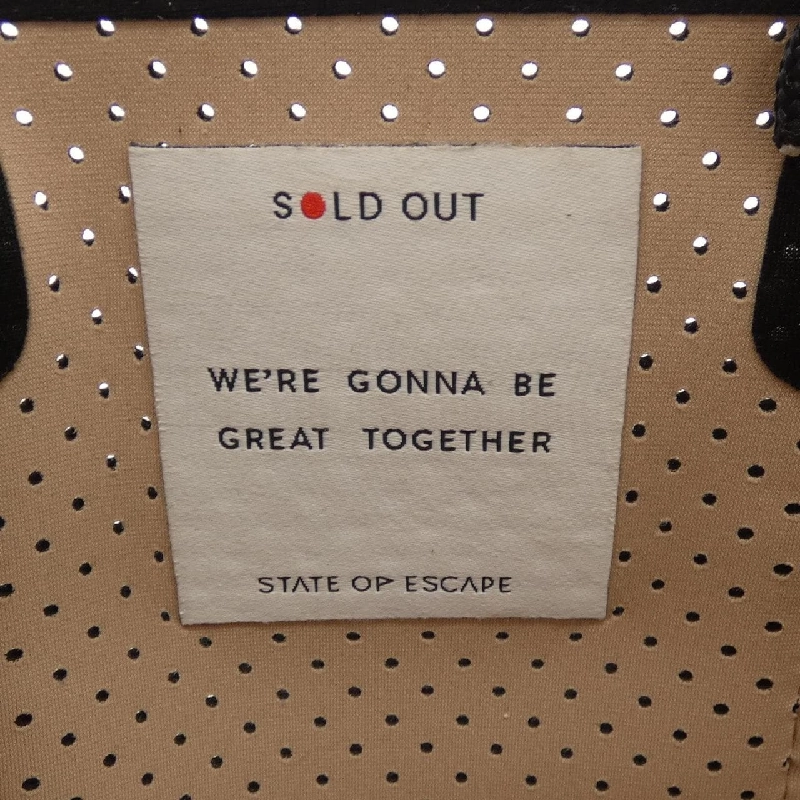 SOLD OUT
WE'RE GONNA BE
GREAT TOGETHER
STATE OF ESCAPE